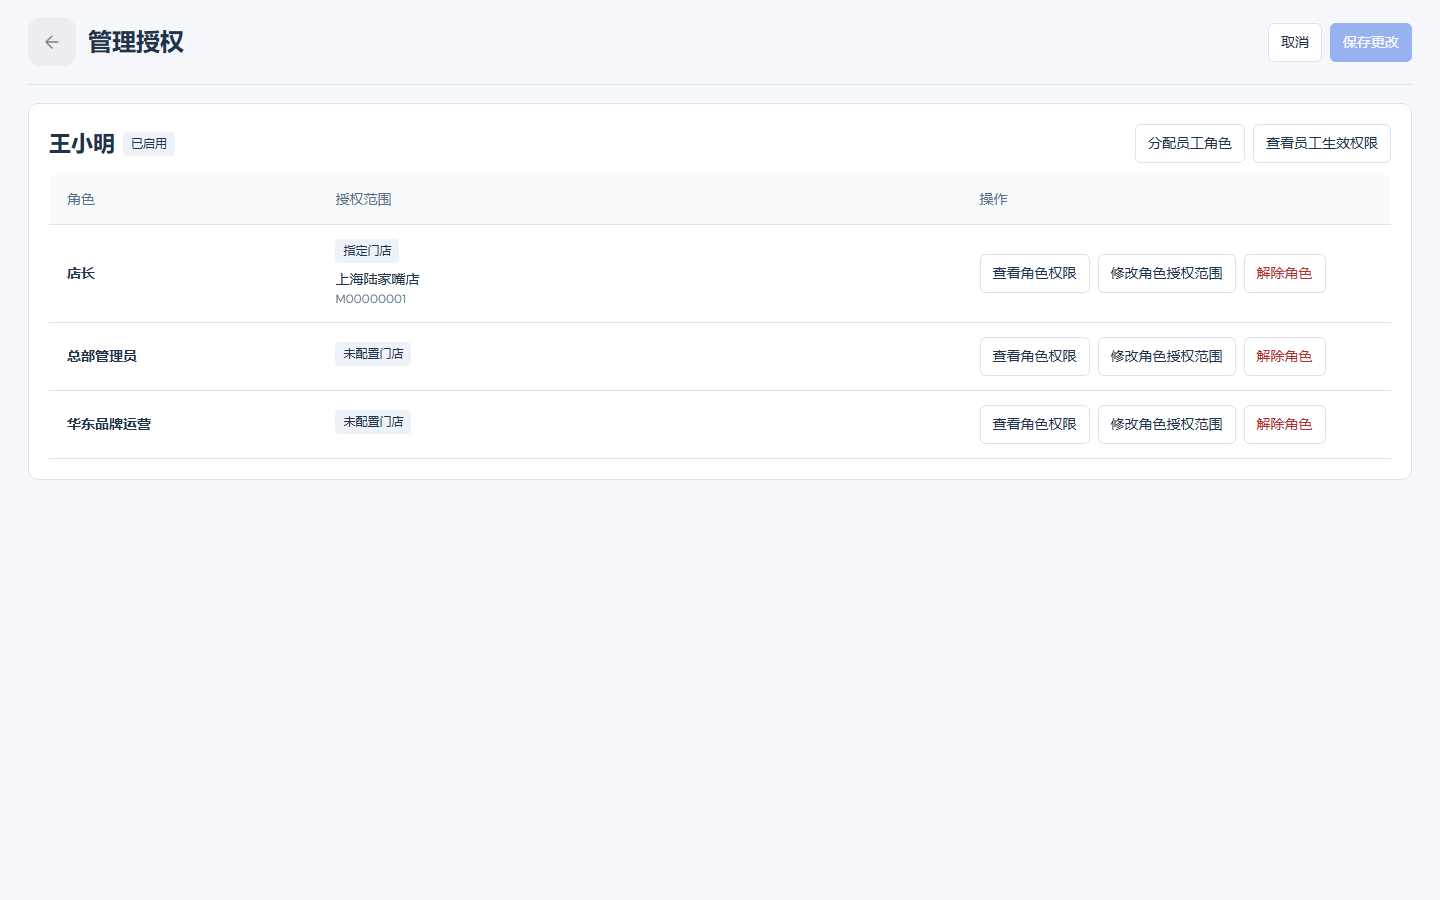 管理授权
取消
保存更改
王小明
已启用
分配员工角色
查看员工生效权限
角色
授权范围
操作
店长
指定门店
上海陆家嘴店
M00000001
查看角色权限
修改角色授权范围
解除角色
总部管理员
未配置门店
查看角色权限
修改角色授权范围
解除角色
华东品牌运营
未配置门店
查看角色权限
修改角色授权范围
解除角色